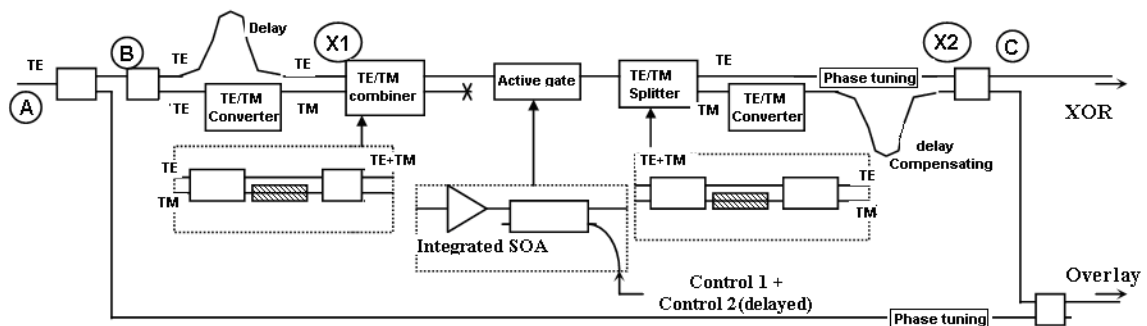 Delay
TE
A
B
TE
TE
TE/TM
Converter
X1
TE
TM
TE/TM
combiner
Active gate
TE/TM
Splitter
TE
TM
TE/TM
Converter
Phase tuning
X2
C
XOR
delay
Compensating
TE
TM
TE+TM
Integrated SOA
TE+TM
TE
TM
Control 1 +
Control 2(delayed)
Overlay
Phase tuning